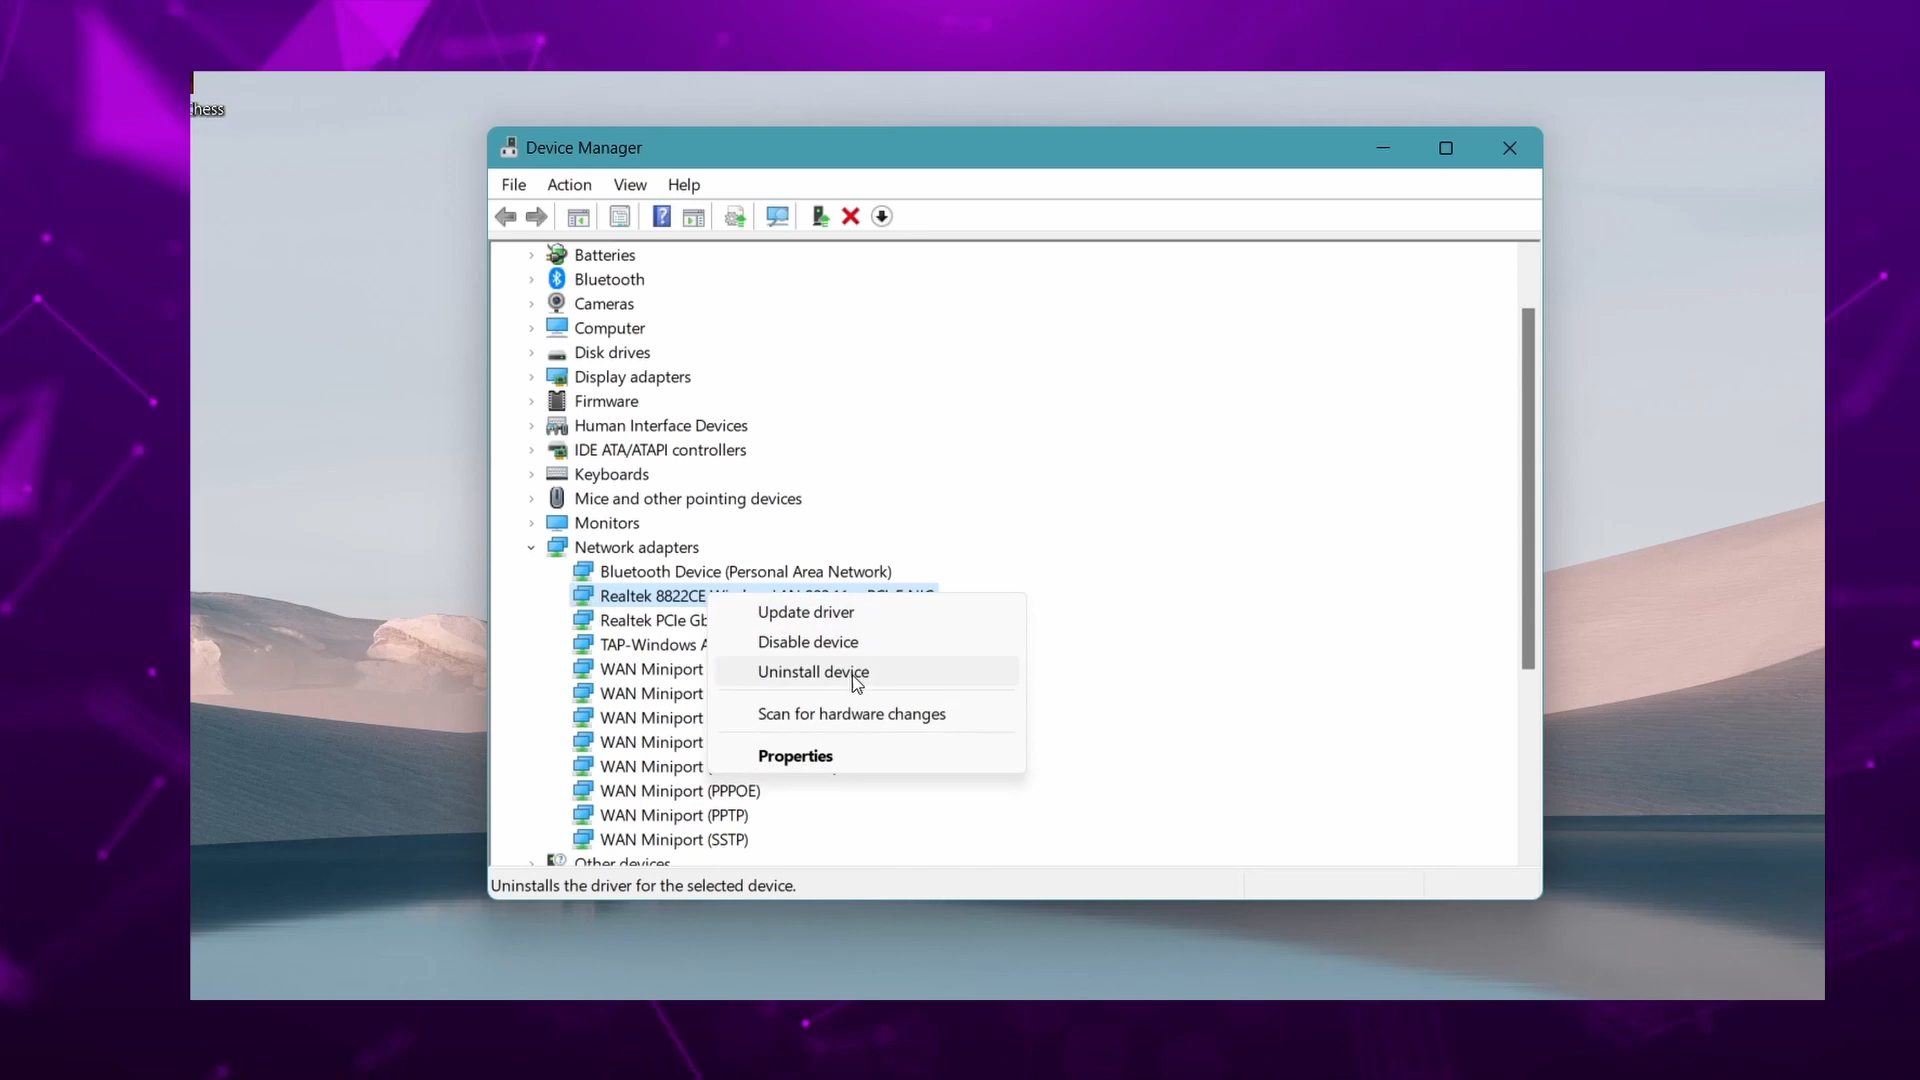 hess
Device Manager
File Action View Help
Batteries
Bluetooth
Cameras
Computer
Disk drives
Display adapters
Firmware
Human Interface Devices
IDE ATA/ATAPI controllers
Keyboards
Mice and other pointing devices
Monitors
Network adapters
Bluetooth Device (Personal Area Network)
Realtek 8822CE
Realtek PCIe Gb
TAP-Windows A
WAN Miniport
WAN Miniport
WAN Miniport
WAN Miniport
WAN Miniport
WAN Miniport (PPPOE)
WAN Miniport (PPTP)
WAN Miniport (SSTP)
Other devices
Update driver
Disable device
Uninstall device
Scan for hardware changes
Properties
Uninstalls the driver for the selected device.